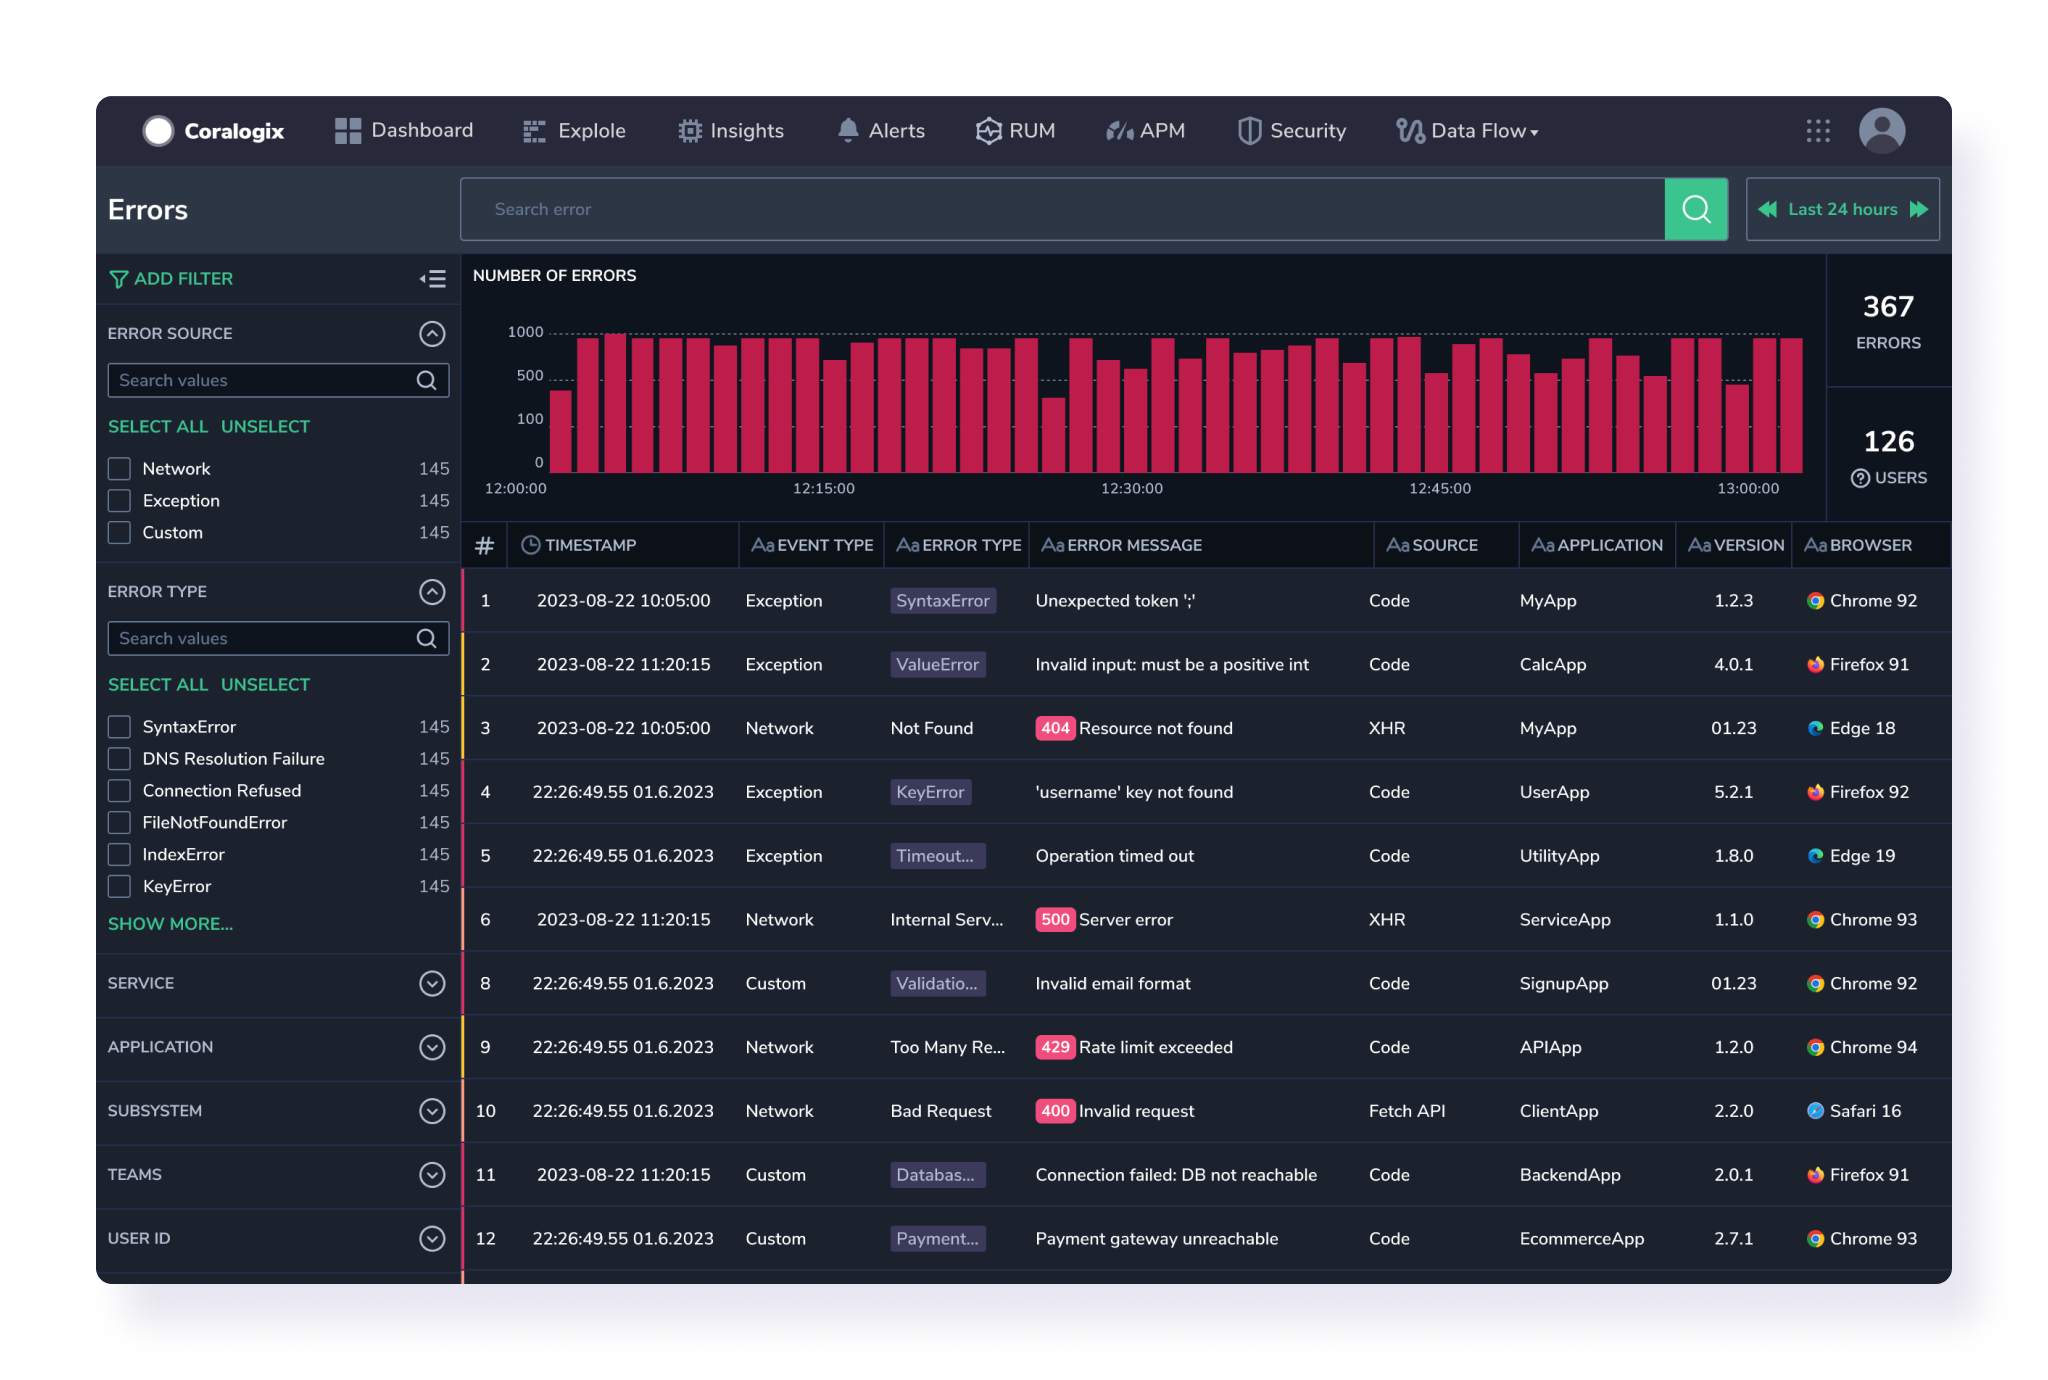 Coralogix Dashboard Explole Insights Alerts RUM APM Security Data Flow
Errors Search error Last 24 hours
ADD FILTER
ERROR SOURCE
Search values
SELECT ALL UNSELECT
Network 145
Exception 145
Custom 145
ERROR TYPE
Search values
SELECT ALL UNSELECT
SyntaxError 145
DNS Resolution Failure 145
Connection Refused 145
FileNotFoundError 145
IndexError 145
KeyError 145
SHOW MORE...
SERVICE
APPLICATION
SUBSYSTEM
TEAMS
USER ID
NUMBER OF ERRORS
1000
500
100
0
12:00:00 12:15:00 12:30:00 12:45:00 13:00:00
367
ERRORS
126
USERS
# TIMESTAMP Aa EVENT TYPE Aa ERROR TYPE Aa ERROR MESSAGE Aa SOURCE Aa APPLICATION Aa VERSION Aa BROWSER
1 2023-08-22 10:05:00 Exception SyntaxError Unexpected token ';' Code MyApp 1.2.3 Chrome 92
2 2023-08-22 11:20:15 Exception ValueError Invalid input: must be a positive int Code CalcApp 4.0.1 Firefox 91
3 2023-08-22 10:05:00 Network Not Found 404 Resource not found XHR MyApp 01.23 Edge 18
4 22:26:49.55 01.6.2023 Exception KeyError 'username' key not found Code UserApp 5.2.1 Firefox 92
5 22:26:49.55 01.6.2023 Exception Timeout... Operation timed out Code UtilityApp 1.8.0 Edge 19
6 2023-08-22 11:20:15 Network Internal Serv... 500 Server error XHR ServiceApp 1.1.0 Chrome 93
8 22:26:49.55 01.6.2023 Custom Validatio... Invalid email format Code SignupApp 01.23 Chrome 92
9 22:26:49.55 01.6.2023 Network Too Many Re... 429 Rate limit exceeded Code APIApp 1.2.0 Chrome 94
10 22:26:49.55 01.6.2023 Network Bad Request 400 Invalid request Fetch API ClientApp 2.2.0 Safari 16
11 2023-08-22 11:20:15 Custom Databas... Connection failed: DB not reachable Code BackendApp 2.0.1 Firefox 91
12 22:26:49.55 01.6.2023 Custom Payment... Payment gateway unreachable Code EcommerceApp 2.7.1 Chrome 93